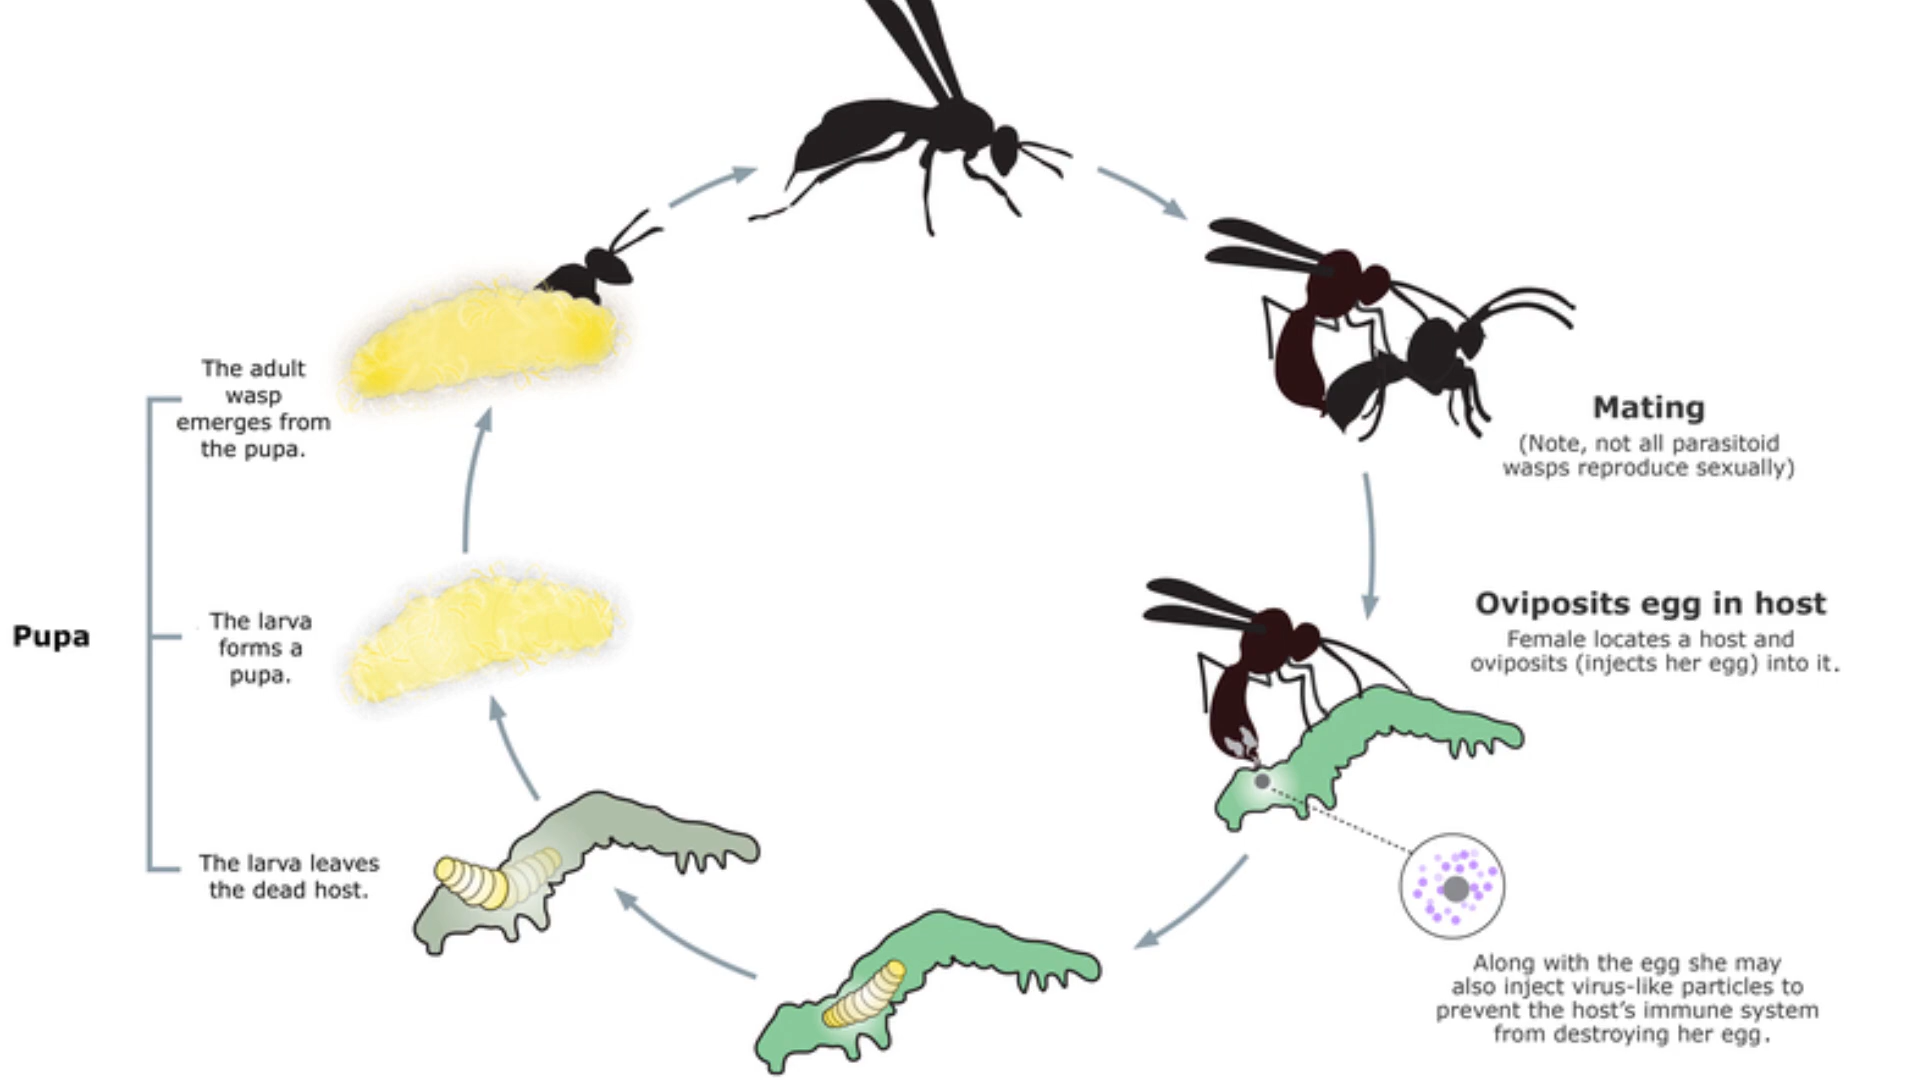 The adult
wasp
emerges from
the pupa.
Pupa
The larva
forms a
pupa.
The larva leaves
the dead host.
Mating
(Note, not all parasitoid
wasps reproduce sexually)
Oviposits egg in host
Female locates a host and
oviposits (injects her egg) into it.
Along with the egg she may
also inject virus-like particles to
prevent the host's immune system
from destroying her egg.